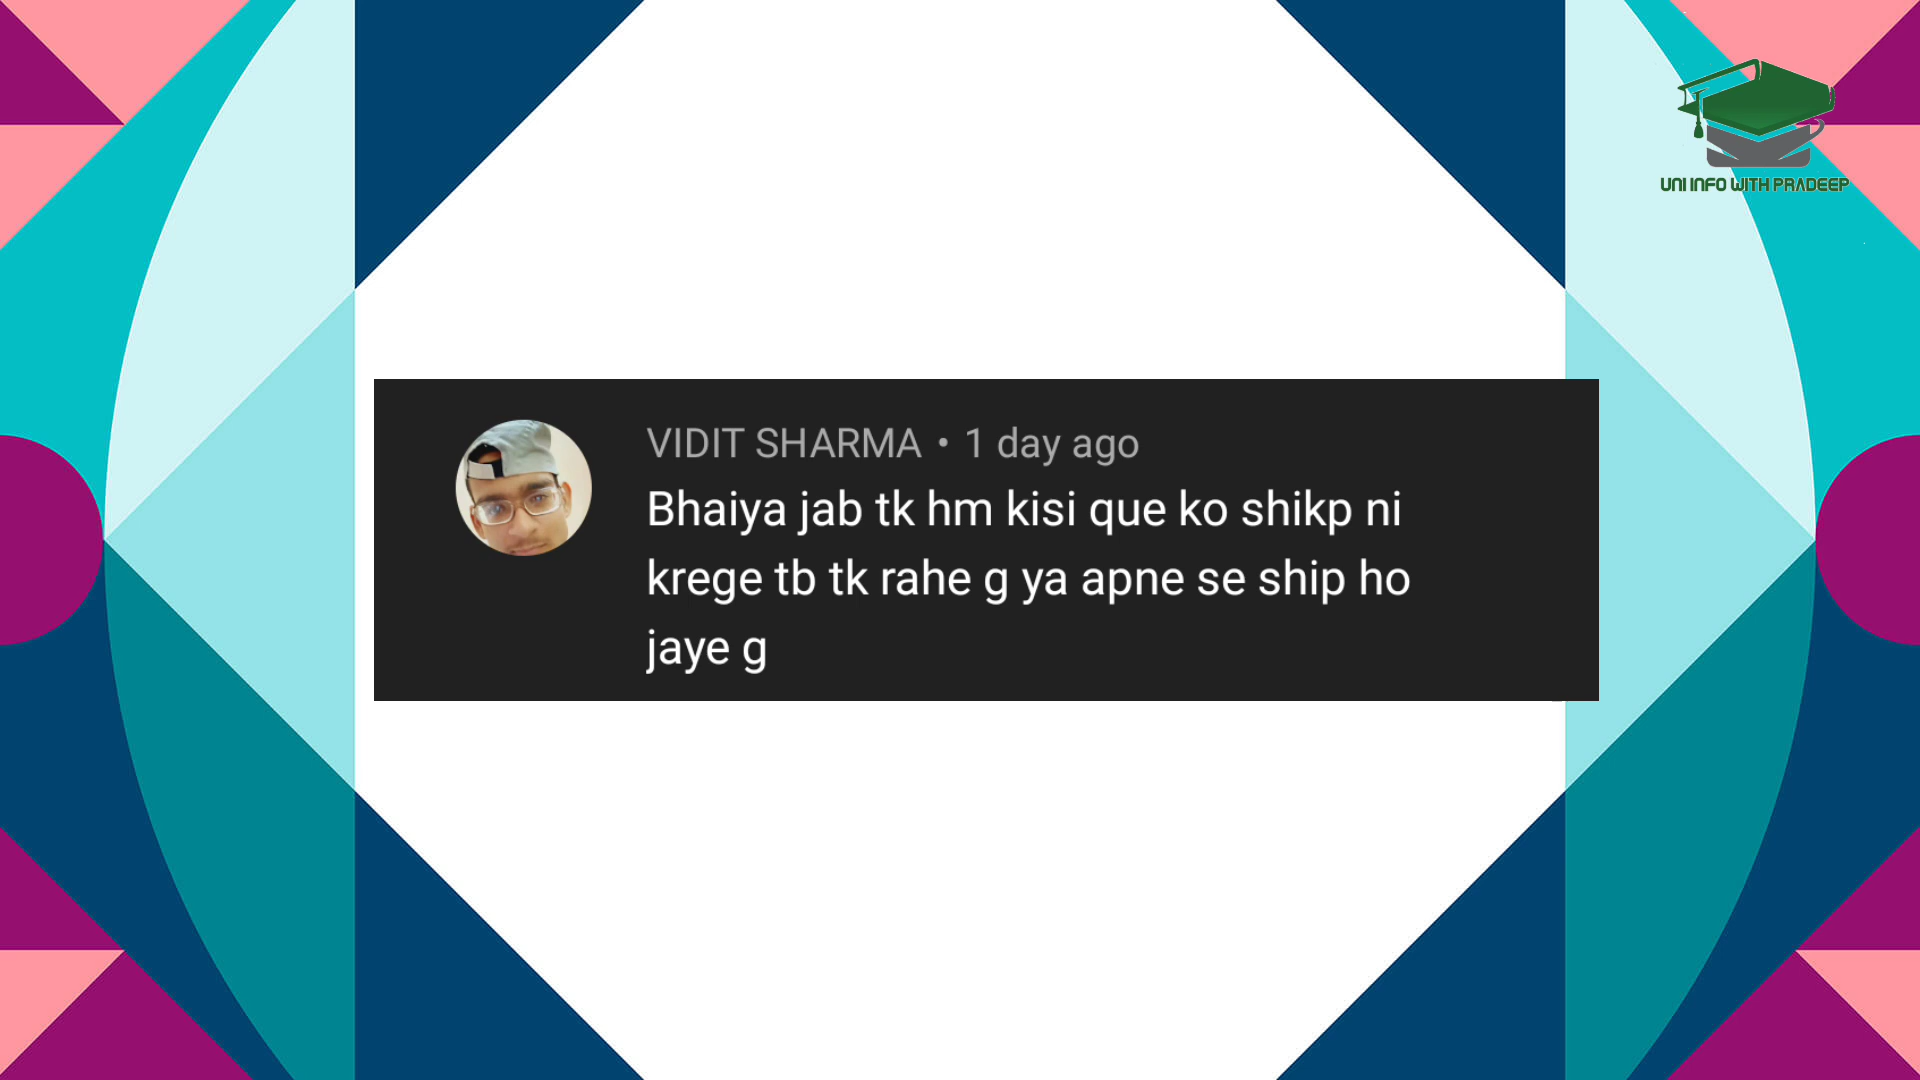 UNI INFO WITH PRADEEP
VIDIT SHARMA • 1 day ago
Bhaiya jab tk hm kisi que ko shikp ni
krege tb tk rahe g ya apne se ship ho
jaye g